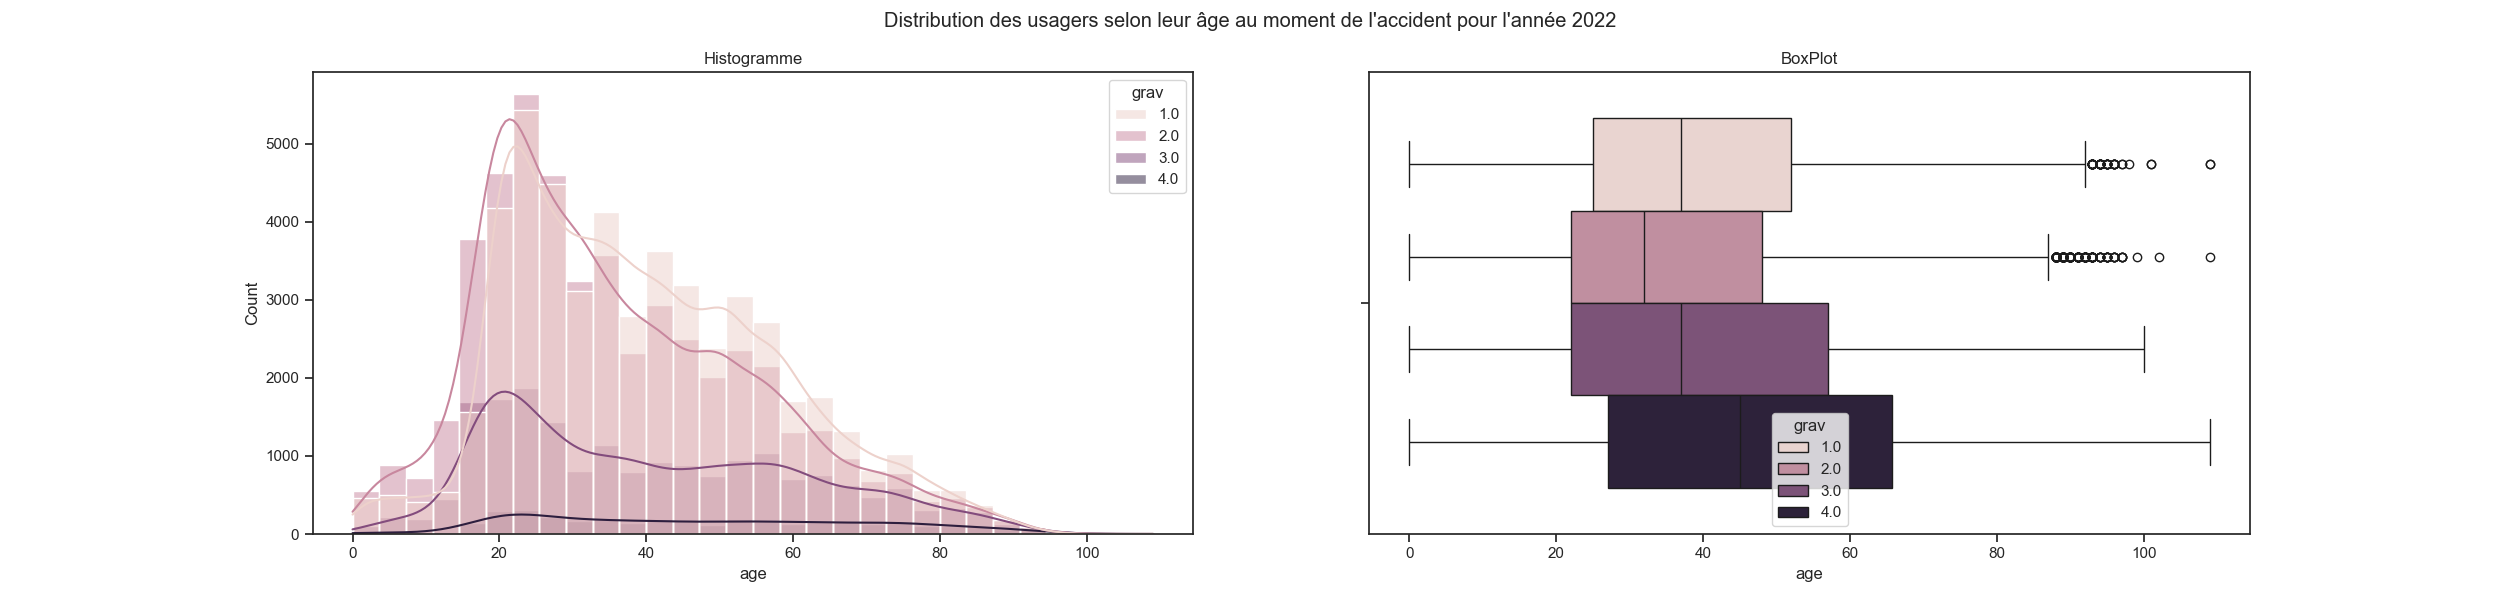 Distribution des usagers selon leur âge au moment de l'accident pour l'année 2022
Histogramme
grav
1.0
2.0
3.0
4.0
5000
4000
3000
2000
1000
0
Count
0 20 40 60 80 100
age
BoxPlot
grav
1.0
2.0
3.0
4.0
0 20 40 60 80 100
age